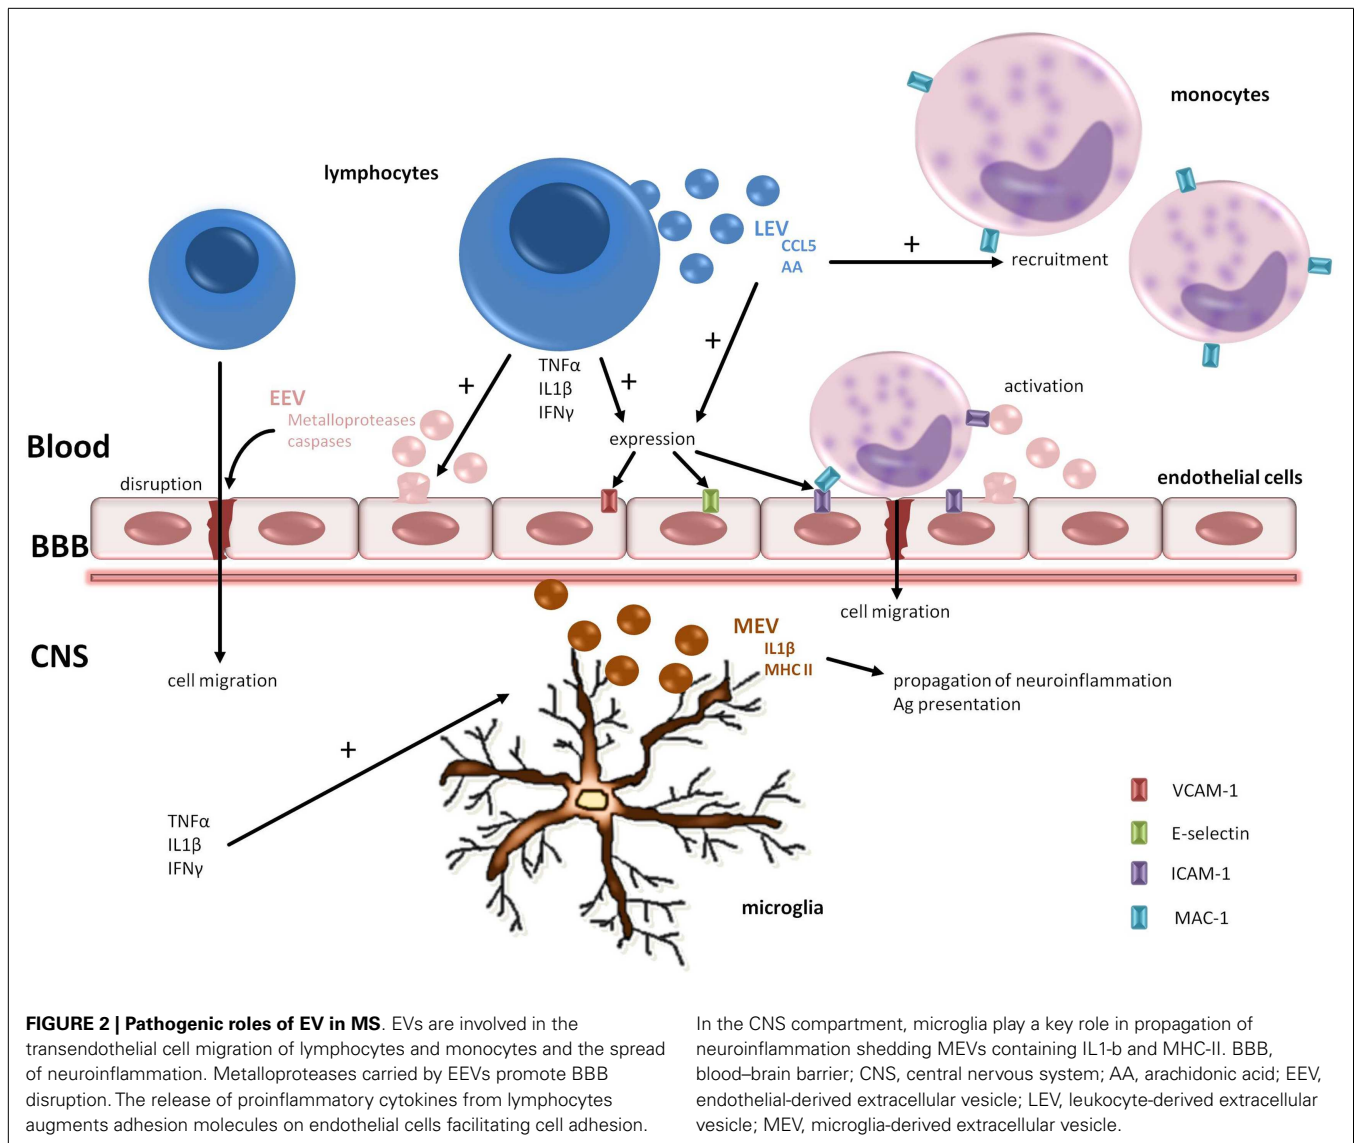 monocytes
lymphocytes
LEV
CCL5
AA
+
recruitment
+
TNFα
IL1β
IFNγ
+
+
activation
EEV
Metalloproteases
caspases
Blood
expression
disruption
endothelial cells
BBB
cell migration
CNS
MEV
IL1β
MHC II
cell migration
propagation of neuroinflammation
Ag presentation
+
TNFα
IL1β
IFNγ
microglia
VCAM-1
E-selectin
ICAM-1
MAC-1
FIGURE 2 | Pathogenic roles of EV in MS. EVs are involved in the
transendothelial cell migration of lymphocytes and monocytes and the spread
of neuroinflammation. Metalloproteases carried by EEVs promote BBB
disruption. The release of proinflammatory cytokines from lymphocytes
augments adhesion molecules on endothelial cells facilitating cell adhesion.
In the CNS compartment, microglia play a key role in propagation of
neuroinflammation shedding MEVs containing IL1-b and MHC-II. BBB,
blood–brain barrier; CNS, central nervous system; AA, arachidonic acid; EEV,
endothelial-derived extracellular vesicle; LEV, leukocyte-derived extracellular
vesicle; MEV, microglia-derived extracellular vesicle.